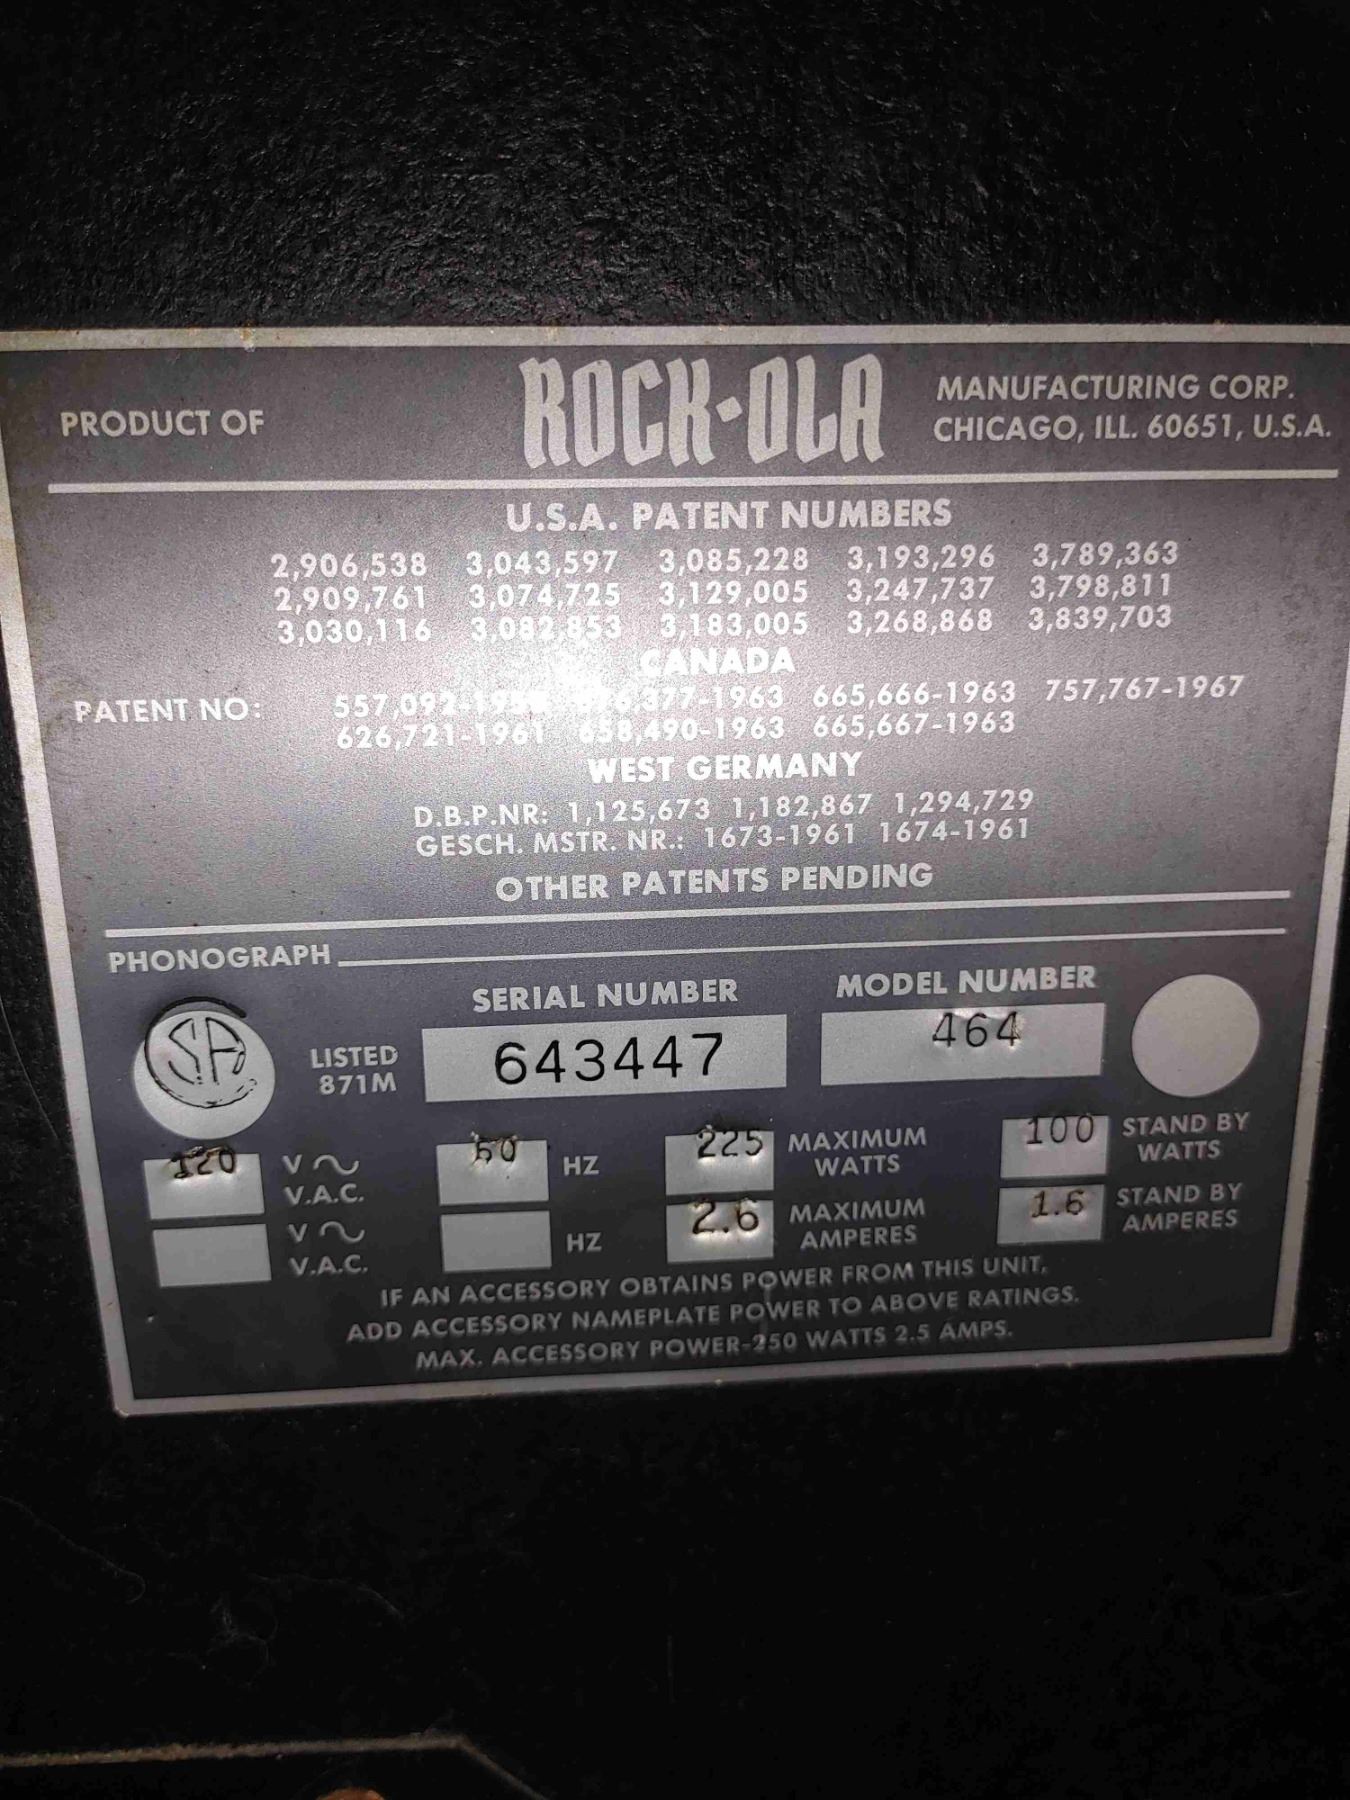 PRODUCT OF ROCK·OLA MANUFACTURING CORP.
CHICAGO, ILL. 60651, U.S.A.
U.S.A. PATENT NUMBERS
2,906,538 3,043,597 3,085,228 3,193,296 3,789,363
2,909,761 3,074,725 3,129,005 3,247,737 3,798,811
3,030,116 3,082,853 3,183,005 3,268,868 3,839,703
CANADA
PATENT NO: 665,666-1963 757,767-1967
626,721-1961 658,490-1963 665,667-1963
WEST GERMANY
D.B.P.NR: 1,125,673 1,182,867 1,294,729
GESCH. MSTR. NR.: 1673-1961 1674-1961
OTHER PATENTS PENDING
PHONOGRAPH
SERIAL NUMBER MODEL NUMBER
SA LISTED 871M 643447 464
120 V~ V.A.C. 60 HZ 225 MAXIMUM WATTS 100 STAND BY WATTS
V~ V.A.C. HZ 2.6 MAXIMUM AMPERES 1.6 STAND BY AMPERES
IF AN ACCESSORY OBTAINS POWER FROM THIS UNIT,
ADD ACCESSORY NAMEPLATE POWER TO ABOVE RATINGS.
MAX. ACCESSORY POWER-250 WATTS 2.5 AMPS.